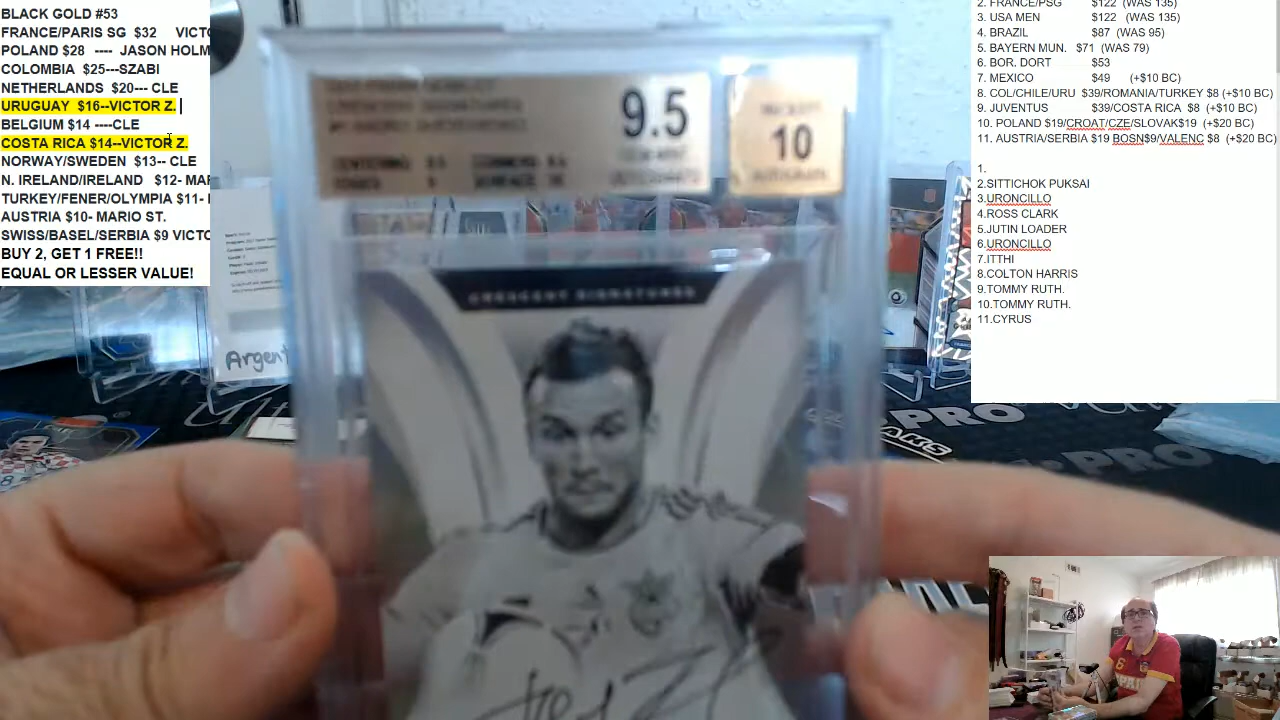 BLACK GOLD #53
FRANCE/PARIS SG $32 VICTO
POLAND $28 ---- JASON HOLM
COLOMBIA $25---SZABI
NETHERLANDS $20--- CLE
URUGUAY $16--VICTOR Z.
BELGIUM $14 ----CLE
COSTA RICA $14--VICTOR Z.
NORWAY/SWEDEN $13-- CLE
N. IRELAND/IRELAND $12- MAR
TURKEY/FENER/OLYMPIA $11-
AUSTRIA $10- MARIO ST.
SWISS/BASEL/SERBIA $9 VICTO
BUY 2, GET 1 FREE!!
EQUAL OR LESSER VALUE!
9.5
10
AUTOGRAPH
CRESCENT SIGNATURES
Argent
PRO
PRO
2. FRANCE/PSG $122 (WAS 135)
3. USA MEN $122 (WAS 135)
4. BRAZIL $87 (WAS 95)
5. BAYERN MUN. $71 (WAS 79)
6. BOR. DORT $53
7. MEXICO $49 (+$10 BC)
8. COL/CHILE/URU $39/ROMANIA/TURKEY $8 (+$10 BC)
9. JUVENTUS $39/COSTA RICA $8 (+$10 BC)
10. POLAND $19/CROAT/CZE/SLOVAK$19 (+$20 BC)
11. AUSTRIA/SERBIA $19 BOSN$9/VALENC $8 (+$20 BC)
1.
2.SITTICHOK PUKSAI
3.URONCILLO
4.ROSS CLARK
5.JUTIN LOADER
6.URONCILLO
7.ITTHI
8.COLTON HARRIS
9.TOMMY RUTH.
10.TOMMY RUTH.
11.CYRUS